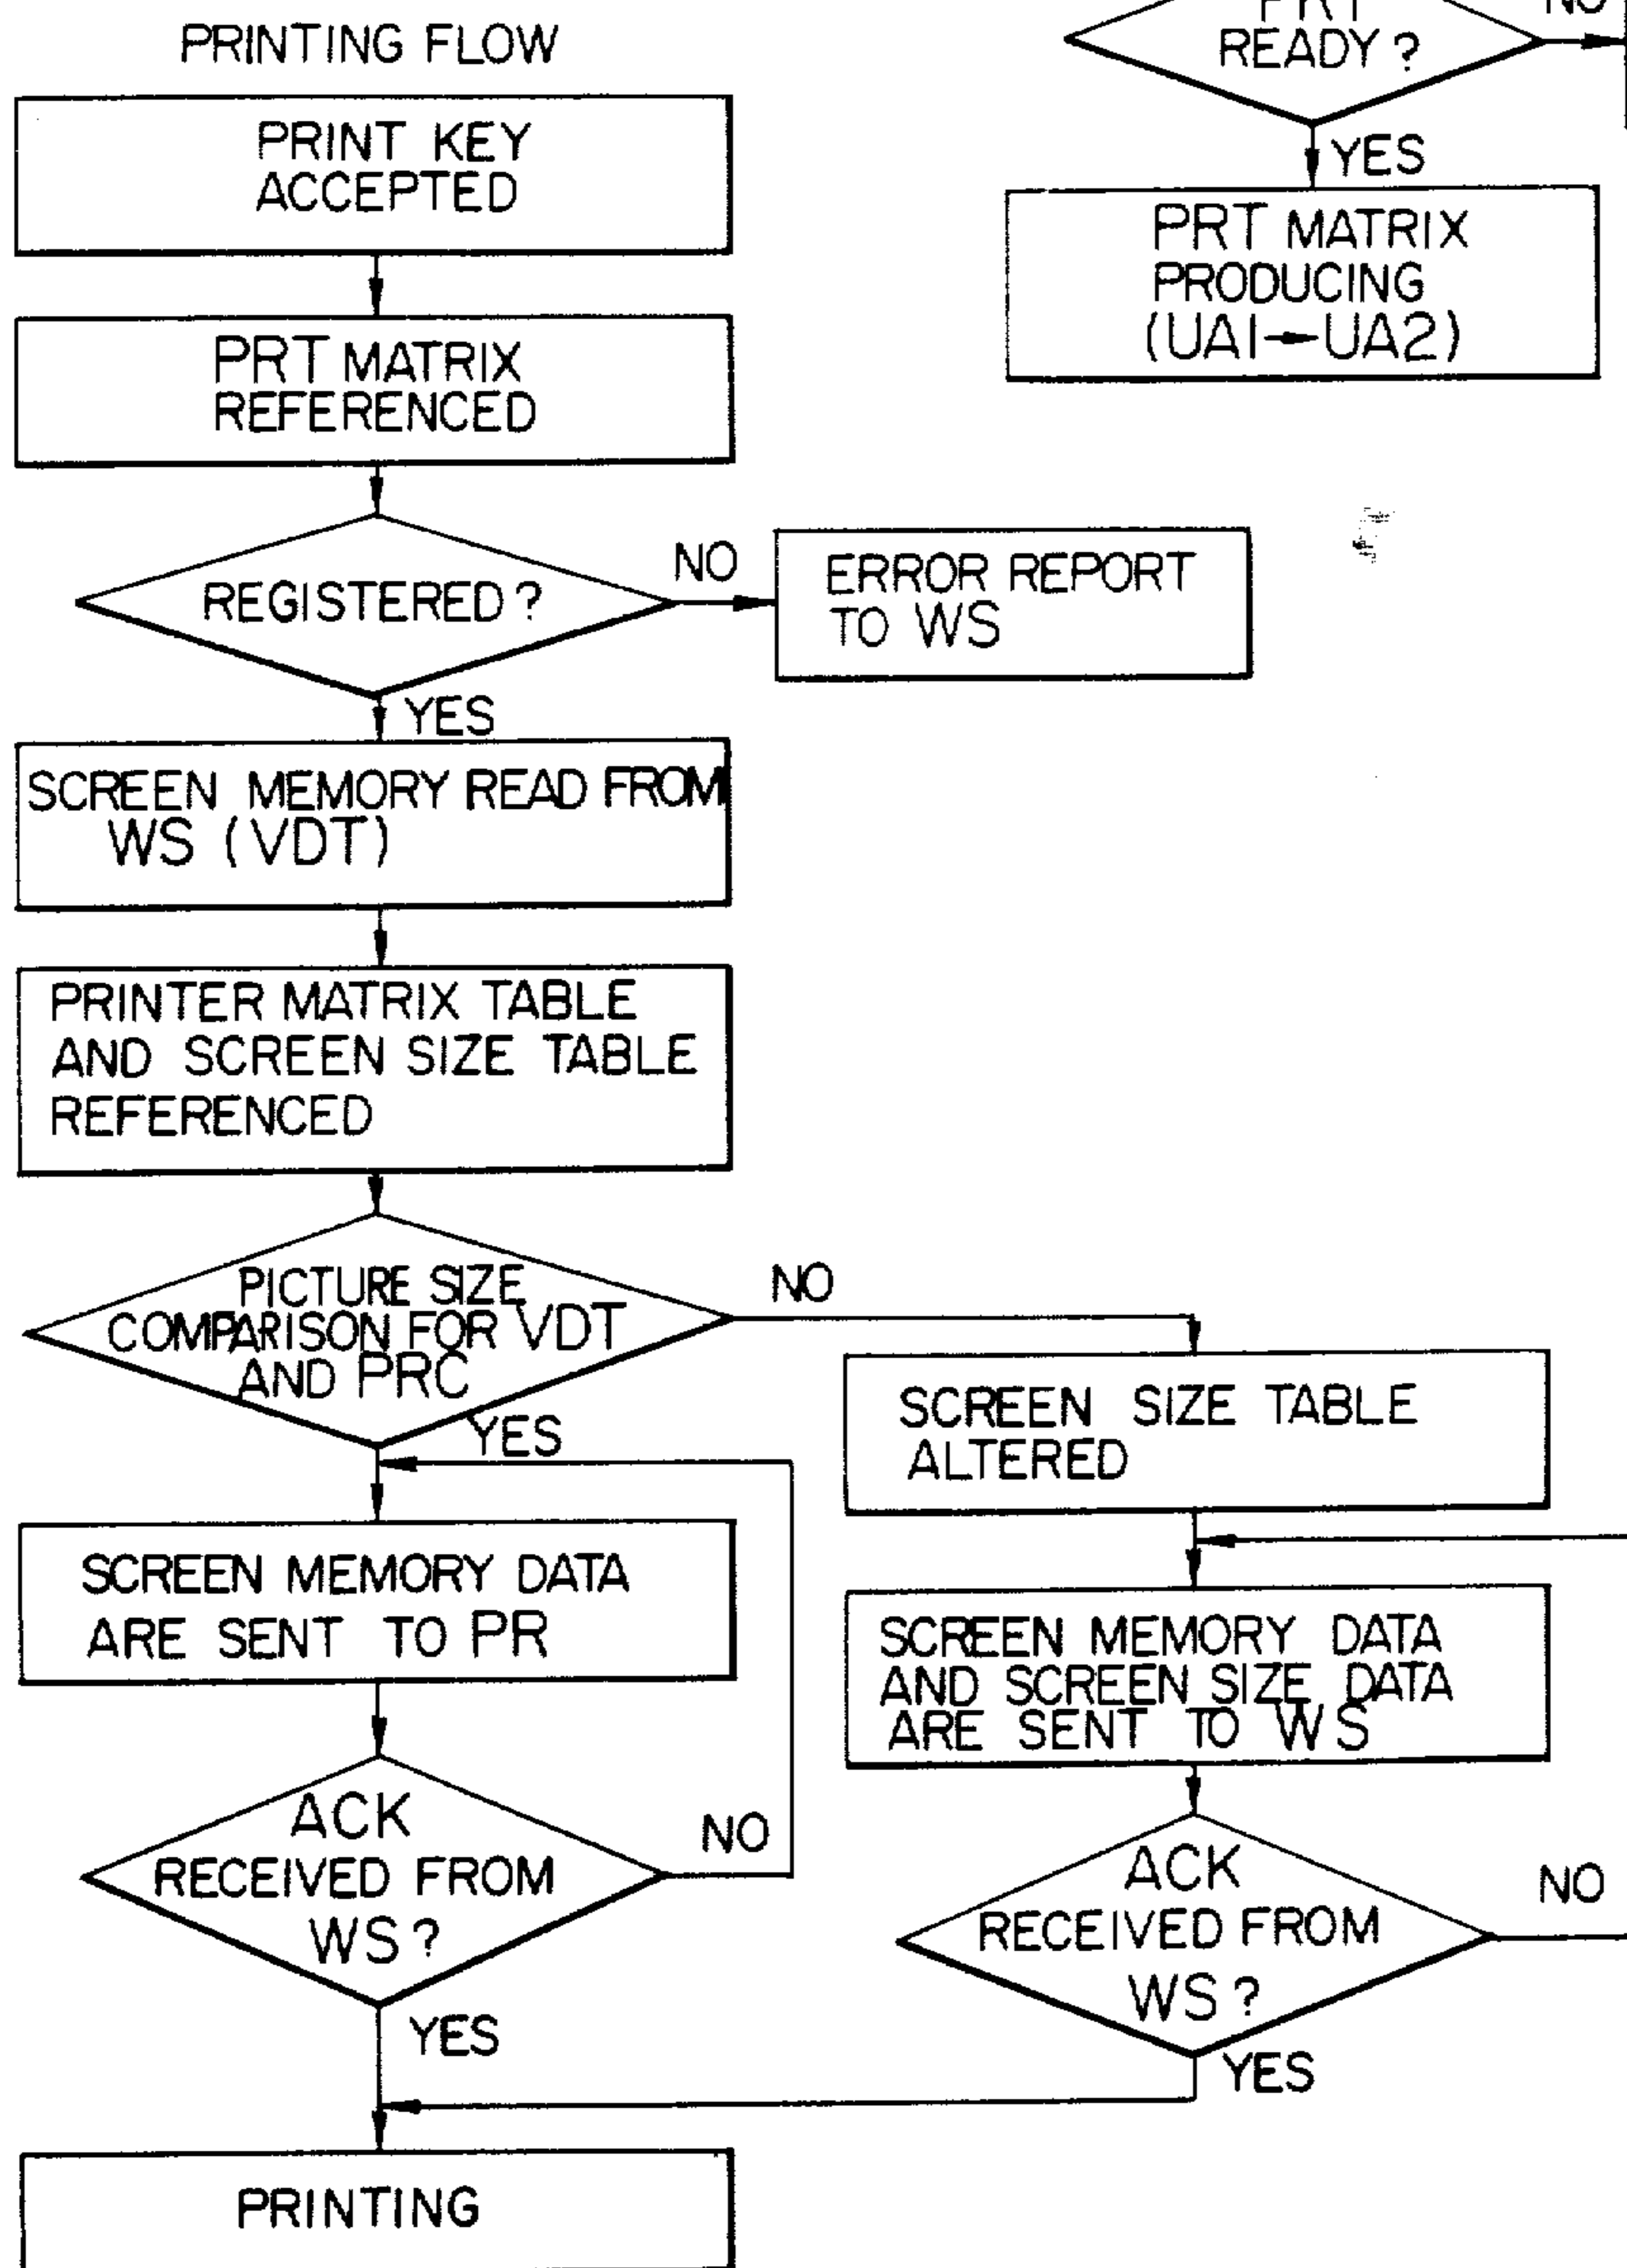 PRINTING FLOW
PRINT KEY
ACCEPTED
PRT MATRIX
REFERENCED
REGISTERED?
NO
ERROR REPORT
TO WS
YES
SCREEN MEMORY READ FROM
WS (VDT)
PRINTER MATRIX TABLE
AND SCREEN SIZE TABLE
REFERENCED
PICTURE SIZE
COMPARISON FOR VDT
AND PRC
NO
YES
SCREEN MEMORY DATA
ARE SENT TO PR
ACK
RECEIVED FROM
WS?
NO
YES
PRINTING
SCREEN SIZE TABLE
ALTERED
SCREEN MEMORY DATA
AND SCREEN SIZE DATA
ARE SENT TO WS
ACK
RECEIVED FROM
WS?
NO
YES
PRT
READY?
NO
YES
PRT MATRIX
PRODUCING
(UA1→UA2)